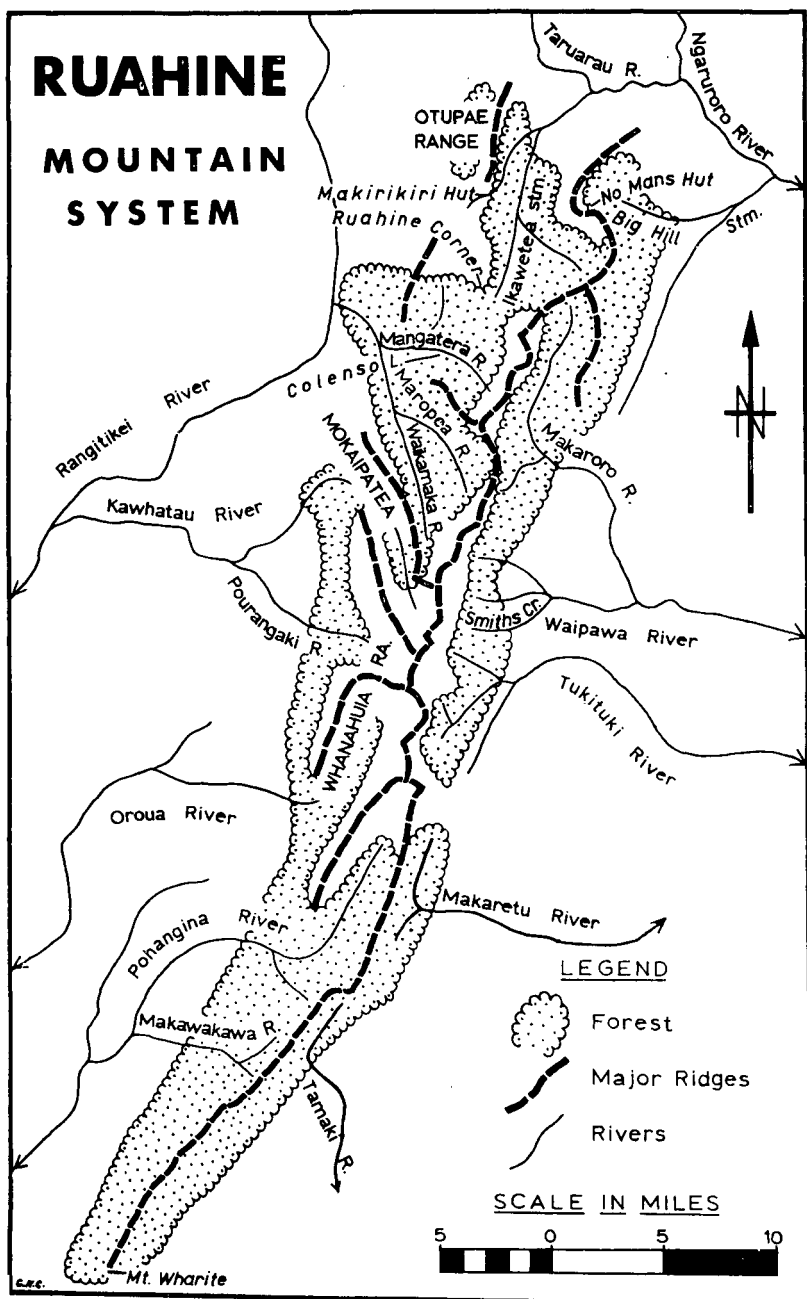 RUAHINE
MOUNTAIN
SYSTEM
Taruarau R.
Ngaruroro River
OTUPAE
RANGE
Makirikiri Hut
Ruahine Corner
Ikawetea stm.
No Mans Hut
Big Hill
Stm.
Mangatera R.
Colenso L.
Maropea R.
Waikamaka R.
MOKAIPATEA
Makaroro R.
Rangitikei River
Kawhatau River
Pourangaki R.
Smiths Cr.
Waipawa River
Tukituki River
WHANAHUIA RA.
Oroua River
Pohangina River
Makaretu River
Makawakawa R.
Tamaki R.
Mt. Wharite
LEGEND
Forest
Major Ridges
Rivers
SCALE IN MILES
5 0 5 10
N